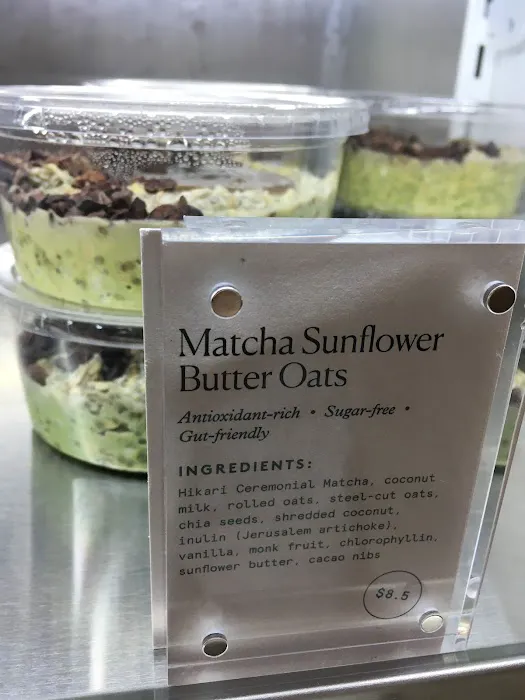 Matcha Sunflower
Butter Oats
Antioxidant-rich • Sugar-free •
Gut-friendly
INGREDIENTS:
Hikari Ceremonial Matcha, coconut
milk, rolled oats, steel-cut oats,
chia seeds, shredded coconut,
inulin (Jerusalem artichoke),
vanilla, monk fruit, chlorophyllin,
sunflower butter, cacao nibs
$8.5